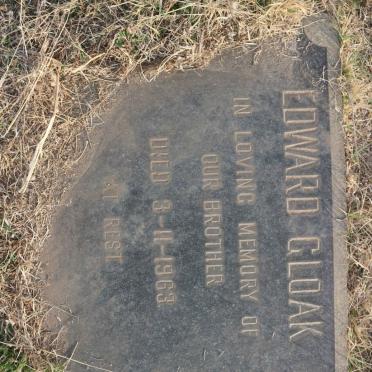 EDWARD CLOAK
IN LOVING MEMORY OF
OUR BROTHER
DIED 3-11-1963
AT REST